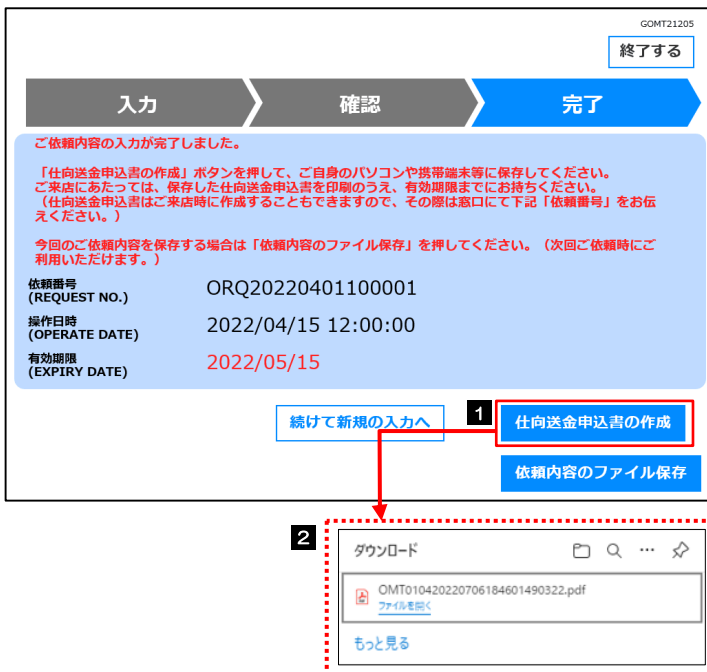 GOMT21205
終了する
入力
確認
完了
ご依頼内容の入力が完了しました。
「仕向送金申込書の作成」ボタンを押して、ご自身のパソコンや携帯端末等に保存してください。
ご来店にあたっては、保存した仕向送金申込書を印刷のうえ、有効期限までにお持ちください。
（仕向送金申込書はご来店時に作成することもできますので、その際は窓口にて下記「依頼番号」をお伝
えください。）
今回のご依頼内容を保存する場合は「依頼内容のファイル保存」を押してください。（次回ご依頼時にご
利用いただけます。）
依頼番号
(REQUEST NO.)
ORQ20220401100001
操作日時
(OPERATE DATE)
2022/04/15 12:00:00
有効期限
(EXPIRY DATE)
2022/05/15
続けて新規の入力へ
1
仕向送金申込書の作成
依頼内容のファイル保存
2
ダウンロード
OMT010420220706184601490322.pdf
ファイルを開く
もっと見る